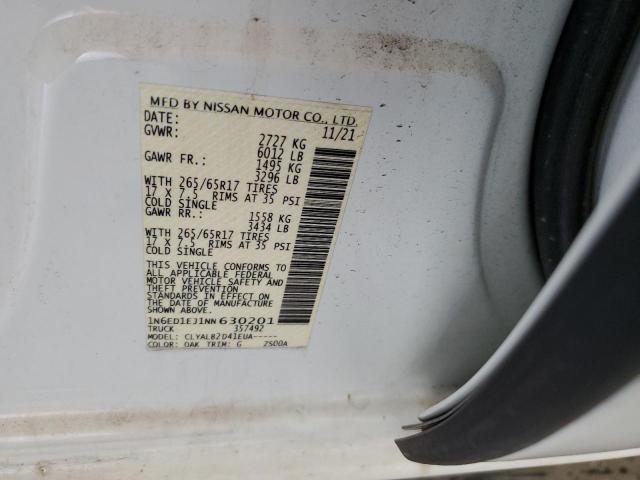 MFD BY NISSAN MOTOR CO., LTD.
DATE: 11/21
GVWR: 2727 KG
6012 LB
GAWR FR.: 1495 KG
3296 LB
WITH 265/65R17 TIRES
17 X 7.5 RIMS AT 35 PSI
COLD SINGLE
GAWR RR.: 1558 KG
3434 LB
WITH 265/65R17 TIRES
17 X 7.5 RIMS AT 35 PSI
COLD SINGLE
THIS VEHICLE CONFORMS TO
ALL APPLICABLE FEDERAL
MOTOR VEHICLE SAFETY AND
THEFT PREVENTION
STANDARDS IN EFFECT ON
THE DATE OF MANUFACTURE
SHOWN ABOVE.
1N6ED1EJ1NN630201
TRUCK 357492
MODEL: CLYALB2D41EUA-----
COLOR: QAK TRIM: G 2S00A